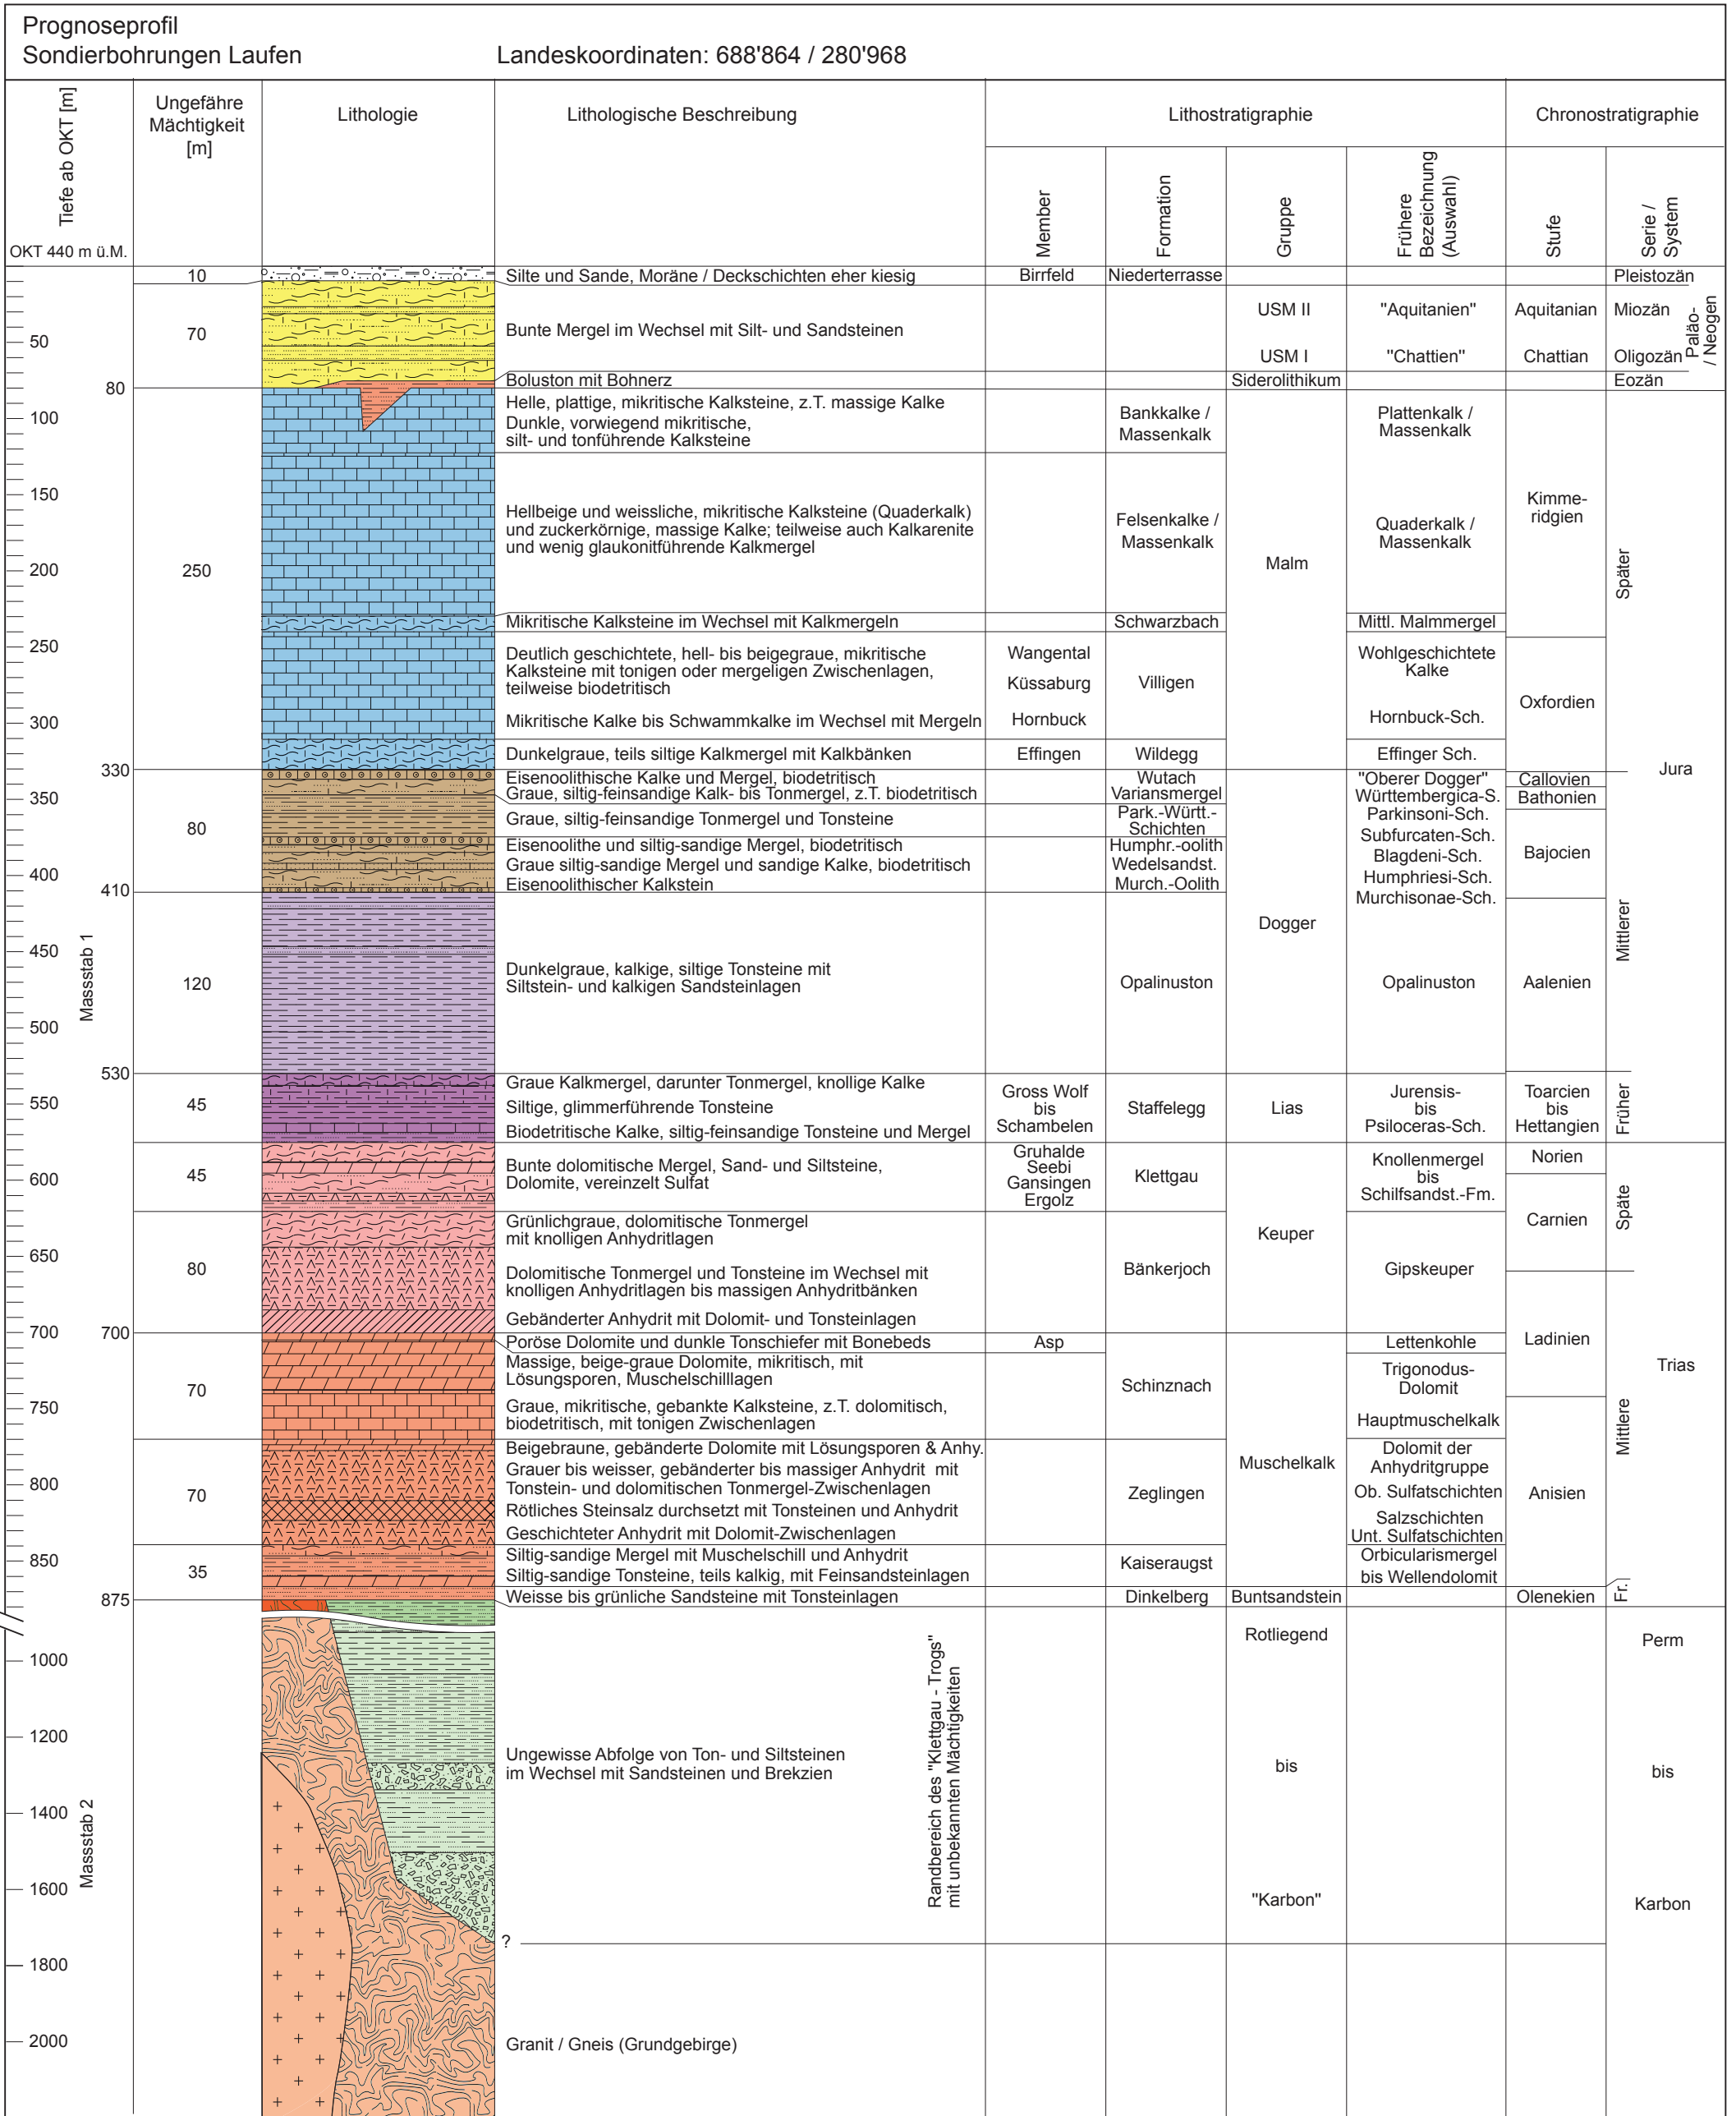 Prognoseprofil
Sondierbohrungen Laufen
Landeskoordinaten: 688'864 / 280'968
Tiefe ab OKT [m]
OKT 440 m ü.M.
Ungefähre
Mächtigkeit
[m]
Lithologie
Lithologische Beschreibung
Lithostratigraphie
Chronostratigraphie
Member
Formation
Gruppe
Frühere
Bezeichnung
(Auswahl)
Stufe
Serie /
System
10
Silte und Sande, Moräne / Deckschichten eher kiesig
Birrfeld
Niederterrasse
Pleistozän
50
70
Bunte Mergel im Wechsel mit Silt- und Sandsteinen
USM II
"Aquitanien"
Aquitanian
Miozän
USM I
"Chattien"
Chattian
Oligozän
Paläo-
/ Neogen
Boluston mit Bohnerz
Siderolithikum
Eozän
80
100
150
200
250
300
250
Helle, plattige, mikritische Kalksteine, z.T. massige Kalke
Dunkle, vorwiegend mikritische,
silt- und tonführende Kalksteine
Bankkalke /
Massenkalk
Plattenkalk /
Massenkalk
Hellbeige und weissliche, mikritische Kalksteine (Quaderkalk)
und zuckerkörnige, massige Kalke; teilweise auch Kalkarenite
und wenig glaukonitführende Kalkmergel
Felsenkalke /
Massenkalk
Malm
Quaderkalk /
Massenkalk
Kimme-
ridgien
Später
Mikritische Kalksteine im Wechsel mit Kalkmergeln
Schwarzbach
Mittl. Malmmergel
Deutlich geschichtete, hell- bis beigegraue, mikritische
Kalksteine mit tonigen oder mergeligen Zwischenlagen,
teilweise biodetritisch
Wangental
Küssaburg
Villigen
Wohlgeschichtete
Kalke
Oxfordien
Mikritische Kalke bis Schwammkalke im Wechsel mit Mergeln
Hornbuck
Hornbuck-Sch.
Dunkelgraue, teils siltige Kalkmergel mit Kalkbänken
Effingen
Wildegg
Effinger Sch.
Jura
330
350
400
80
Eisenoolithische Kalke und Mergel, biodetritisch
Wutach
"Oberer Dogger"
Callovien
Graue, siltig-feinsandige Kalk- bis Tonmergel, z.T. biodetritisch
Variansmergel
Württembergica-S.
Bathonien
Graue, siltig-feinsandige Tonmergel und Tonsteine
Park.-Württ.-
Schichten
Parkinsoni-Sch.
Subfurcaten-Sch.
Eisenoolithe und siltig-sandige Mergel, biodetritisch
Humphr.-oolith
Blagdeni-Sch.
Bajocien
Graue siltig-sandige Mergel und sandige Kalke, biodetritisch
Wedelsandst.
Humphriesi-Sch.
Eisenoolithischer Kalkstein
Murch.-Oolith
Murchisonae-Sch.
410
450
500
Massstab 1
120
Dunkelgraue, kalkige, siltige Tonsteine mit
Siltstein- und kalkigen Sandsteinlagen
Opalinuston
Dogger
Opalinuston
Aalenien
Mittlerer
530
550
45
Graue Kalkmergel, darunter Tonmergel, knollige Kalke
Siltige, glimmerführende Tonsteine
Biodetritische Kalke, siltig-feinsandige Tonsteine und Mergel
Gross Wolf
bis
Schambelen
Staffelegg
Lias
Jurensis-
bis
Psiloceras-Sch.
Toarcien
bis
Hettangien
Früher
600
45
Bunte dolomitische Mergel, Sand- und Siltsteine,
Dolomite, vereinzelt Sulfat
Gruhalde
Seebi
Gansingen
Ergolz
Klettgau
Keuper
Knollenmergel
bis
Schilfsandst.-Fm.
Norien
Carnien
Späte
650
80
Grünlichgraue, dolomitische Tonmergel
mit knolligen Anhydritlagen
Dolomitische Tonmergel und Tonsteine im Wechsel mit
knolligen Anhydritlagen bis massigen Anhydritbänken
Gebänderter Anhydrit mit Dolomit- und Tonsteinlagen
Bänkerjoch
Gipskeuper
700
700
Ladinien
Poröse Dolomite und dunkle Tonschiefer mit Bonebeds
Asp
Lettenkohle
70
750
Massige, beige-graue Dolomite, mikritisch, mit
Lösungsporen, Muschelschilllagen
Schinznach
Trigonodus-
Dolomit
Trias
Graue, mikritische, gebankte Kalksteine, z.T. dolomitisch,
biodetritisch, mit tonigen Zwischenlagen
Hauptmuschelkalk
Mittlere
800
70
Beigebraune, gebänderte Dolomite mit Lösungsporen & Anhy.
Grauer bis weisser, gebänderter bis massiger Anhydrit mit
Tonstein- und dolomitischen Tonmergel-Zwischenlagen
Rötliches Steinsalz durchsetzt mit Tonsteinen und Anhydrit
Geschichteter Anhydrit mit Dolomit-Zwischenlagen
Zeglingen
Muschelkalk
Dolomit der
Anhydritgruppe
Ob. Sulfatschichten
Salzschichten
Unt. Sulfatschichten
Anisien
850
35
Siltig-sandige Mergel mit Muschelschill und Anhydrit
Siltig-sandige Tonsteine, teils kalkig, mit Feinsandsteinlagen
Kaiseraugst
Orbicularismergel
bis Wellendolomit
875
Weisse bis grünliche Sandsteine mit Tonsteinlagen
Dinkelberg
Buntsandstein
Olenekien
Fr.
1000
1200
1400
1600
1800
2000
Massstab 2
Ungewisse Abfolge von Ton- und Siltsteinen
im Wechsel mit Sandsteinen und Brekzien
Randbereich des "Klettgau - Trogs"
mit unbekannten Mächtigkeiten
Rotliegend
bis
"Karbon"
Perm
bis
Karbon
?
Granit / Gneis (Grundgebirge)